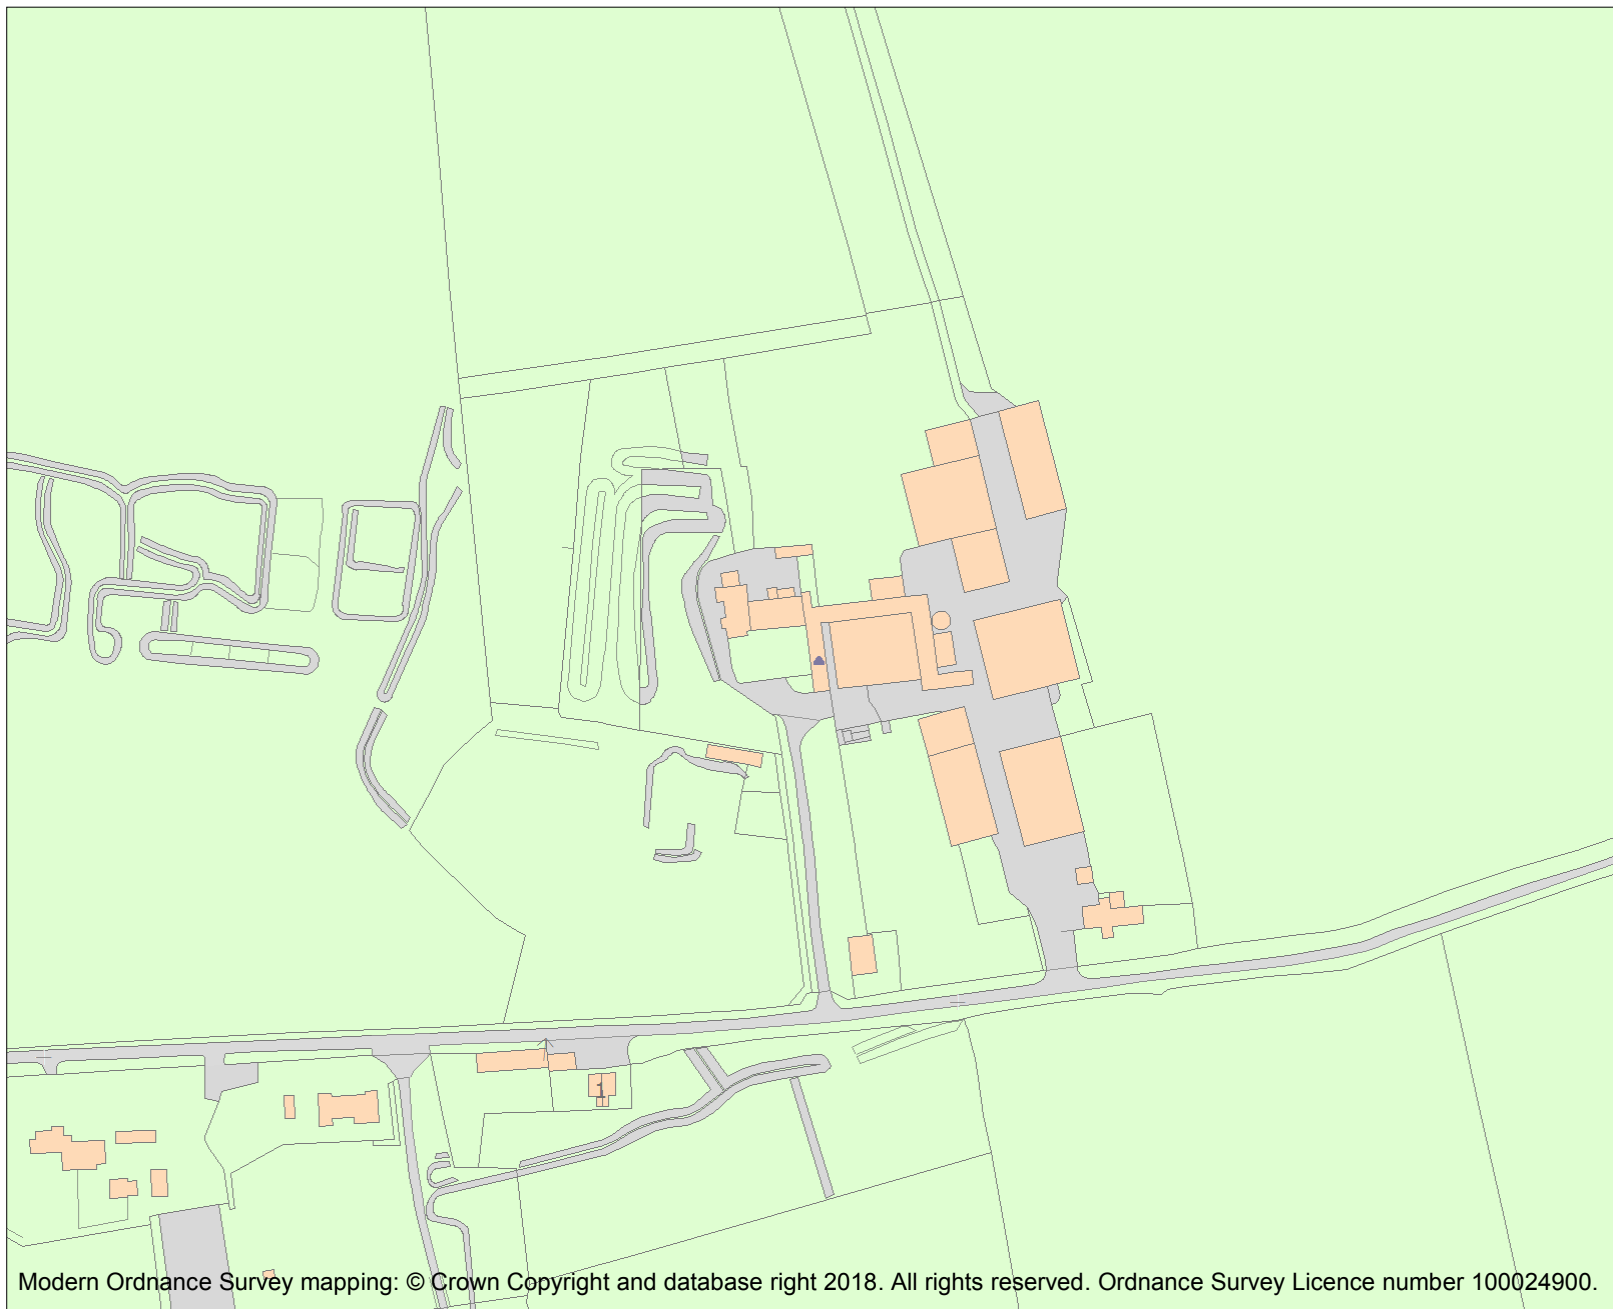 1
Modern Ordnance Survey mapping: © Crown Copyright and database right 2018. All rights reserved. Ordnance Survey Licence number 100024900.